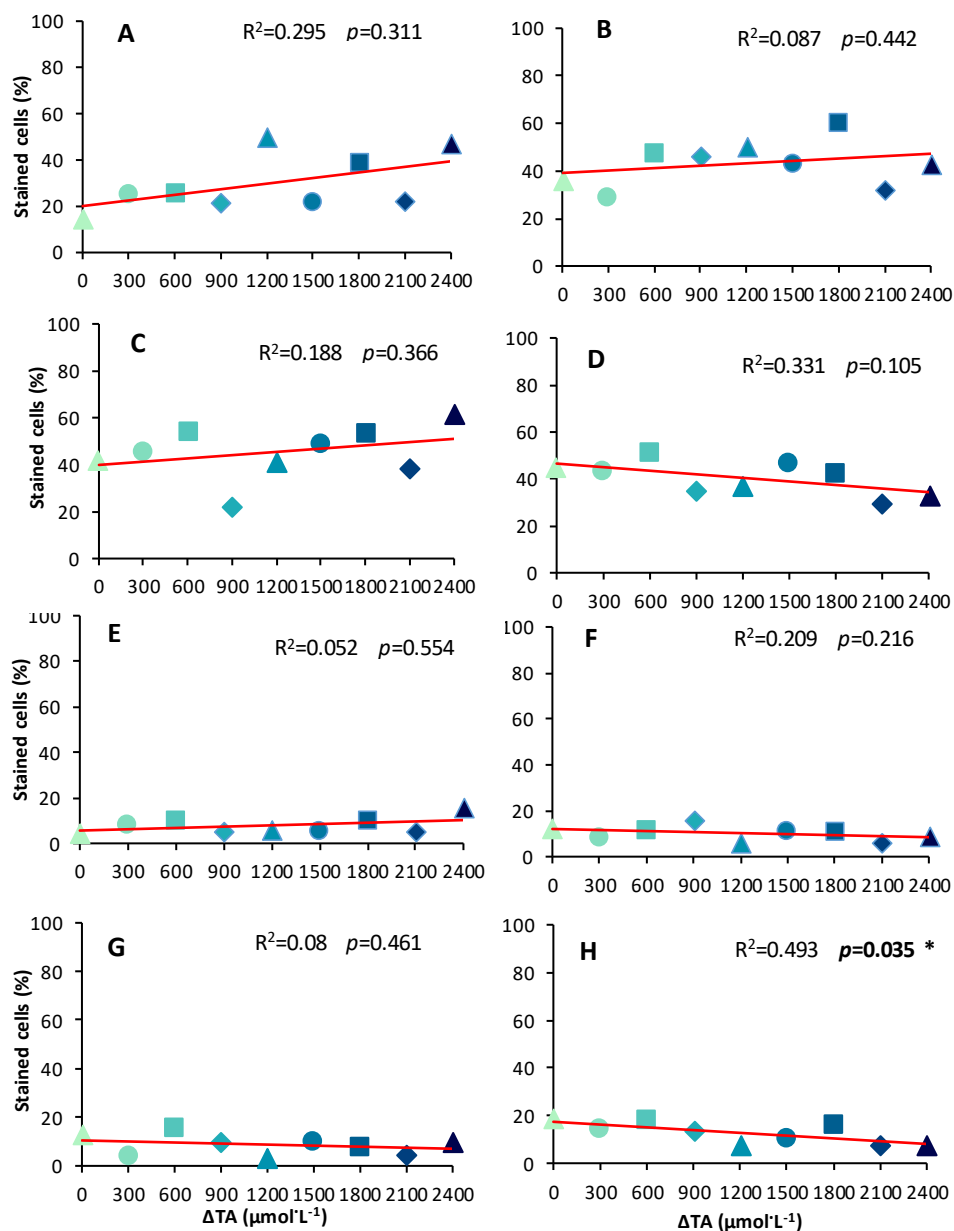 A
R²=0.295 p=0.311
Stained cells (%)
100
80
60
40
20
0
0 300 600 900 1200 1500 1800 2100 2400
B
R²=0.087 p=0.442
100
80
60
40
20
0
0 300 600 900 1200 1500 1800 2100 2400
C
R²=0.188 p=0.366
Stained cells (%)
100
80
60
40
20
0
0 300 600 900 1200 1500 1800 2100 2400
D
R²=0.331 p=0.105
100
80
60
40
20
0
0 300 600 900 1200 1500 1800 2100 2400
E
R²=0.052 p=0.554
Stained cells (%)
100
80
60
40
20
0
0 300 600 900 1200 1500 1800 2100 2400
F
R²=0.209 p=0.216
100
80
60
40
20
0
0 300 600 900 1200 1500 1800 2100 2400
G
R²=0.08 p=0.461
Stained cells (%)
100
80
60
40
20
0
0 300 600 900 1200 1500 1800 2100 2400
ΔTA (µmol·L⁻¹)
H
R²=0.493 p=0.035 *
100
80
60
40
20
0
0 300 600 900 1200 1500 1800 2100 2400
ΔTA (µmol·L⁻¹)